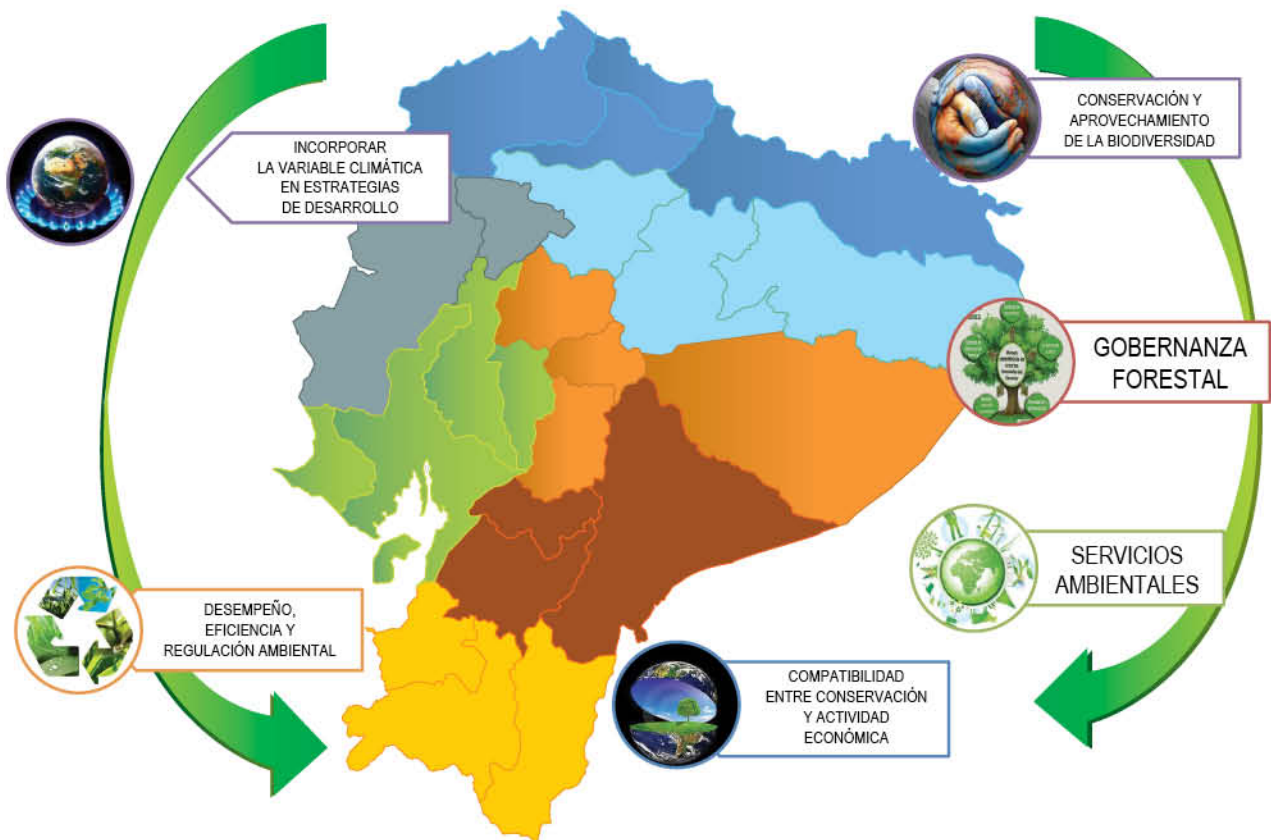 INCORPORAR
LA VARIABLE CLIMÁTICA
EN ESTRATEGIAS
DE DESARROLLO
CONSERVACIÓN Y
APROVECHAMIENTO
DE LA BIODIVERSIDAD
GOBERNANZA
FORESTAL
SERVICIOS
AMBIENTALES
DESEMPEÑO,
EFICIENCIA Y
REGULACIÓN AMBIENTAL
COMPATIBILIDAD
ENTRE CONSERVACIÓN
Y ACTIVIDAD
ECONÓMICA